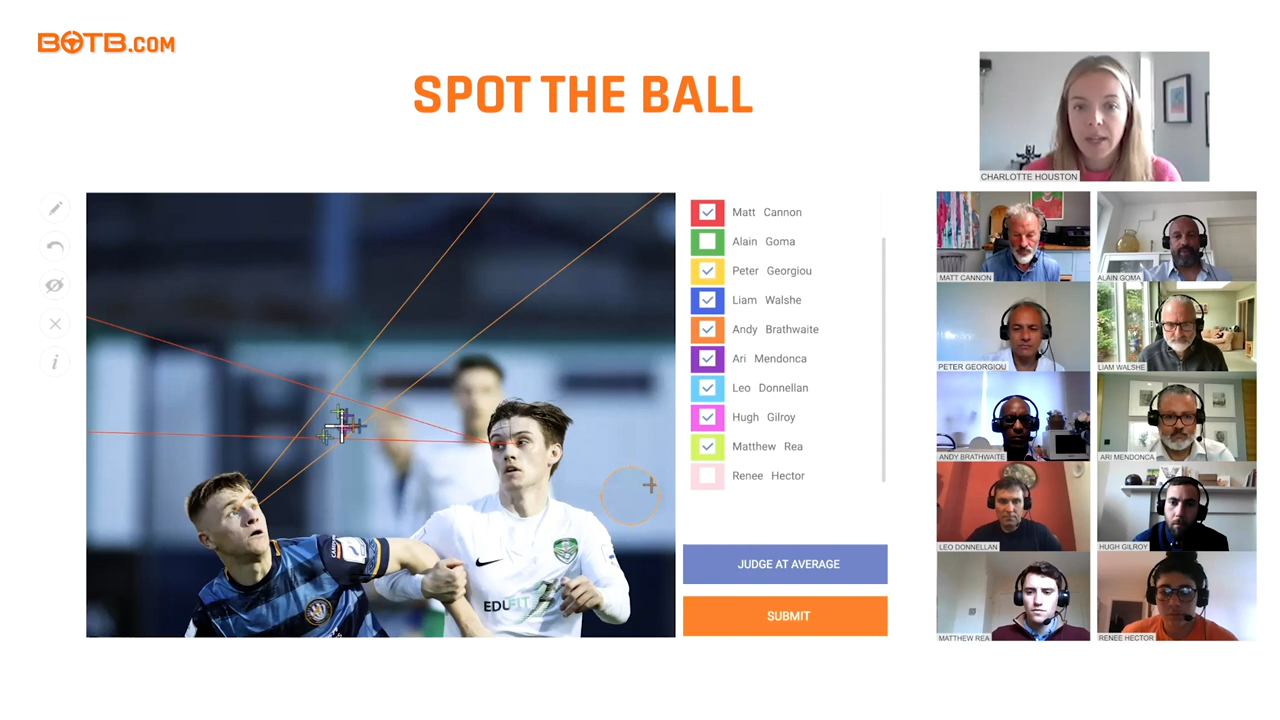 BOTB.COM
SPOT THE BALL
CHARLOTTE HOUSTON
Matt Cannon
Alain Goma
Peter Georgiou
Liam Walshe
Andy Brathwaite
Ari Mendonca
Leo Donnellan
Hugh Gilroy
Matthew Rea
Renee Hector
JUDGE AT AVERAGE
SUBMIT
i
EDUFIT
MATT CANNON
ALAIN GOMA
PETER GEORGIOU
LIAM WALSHE
ANDY BRATHWAITE
ARI MENDONCA
LEO DONNELLAN
HUGH GILROY
MATTHEW REA
RENEE HECTOR